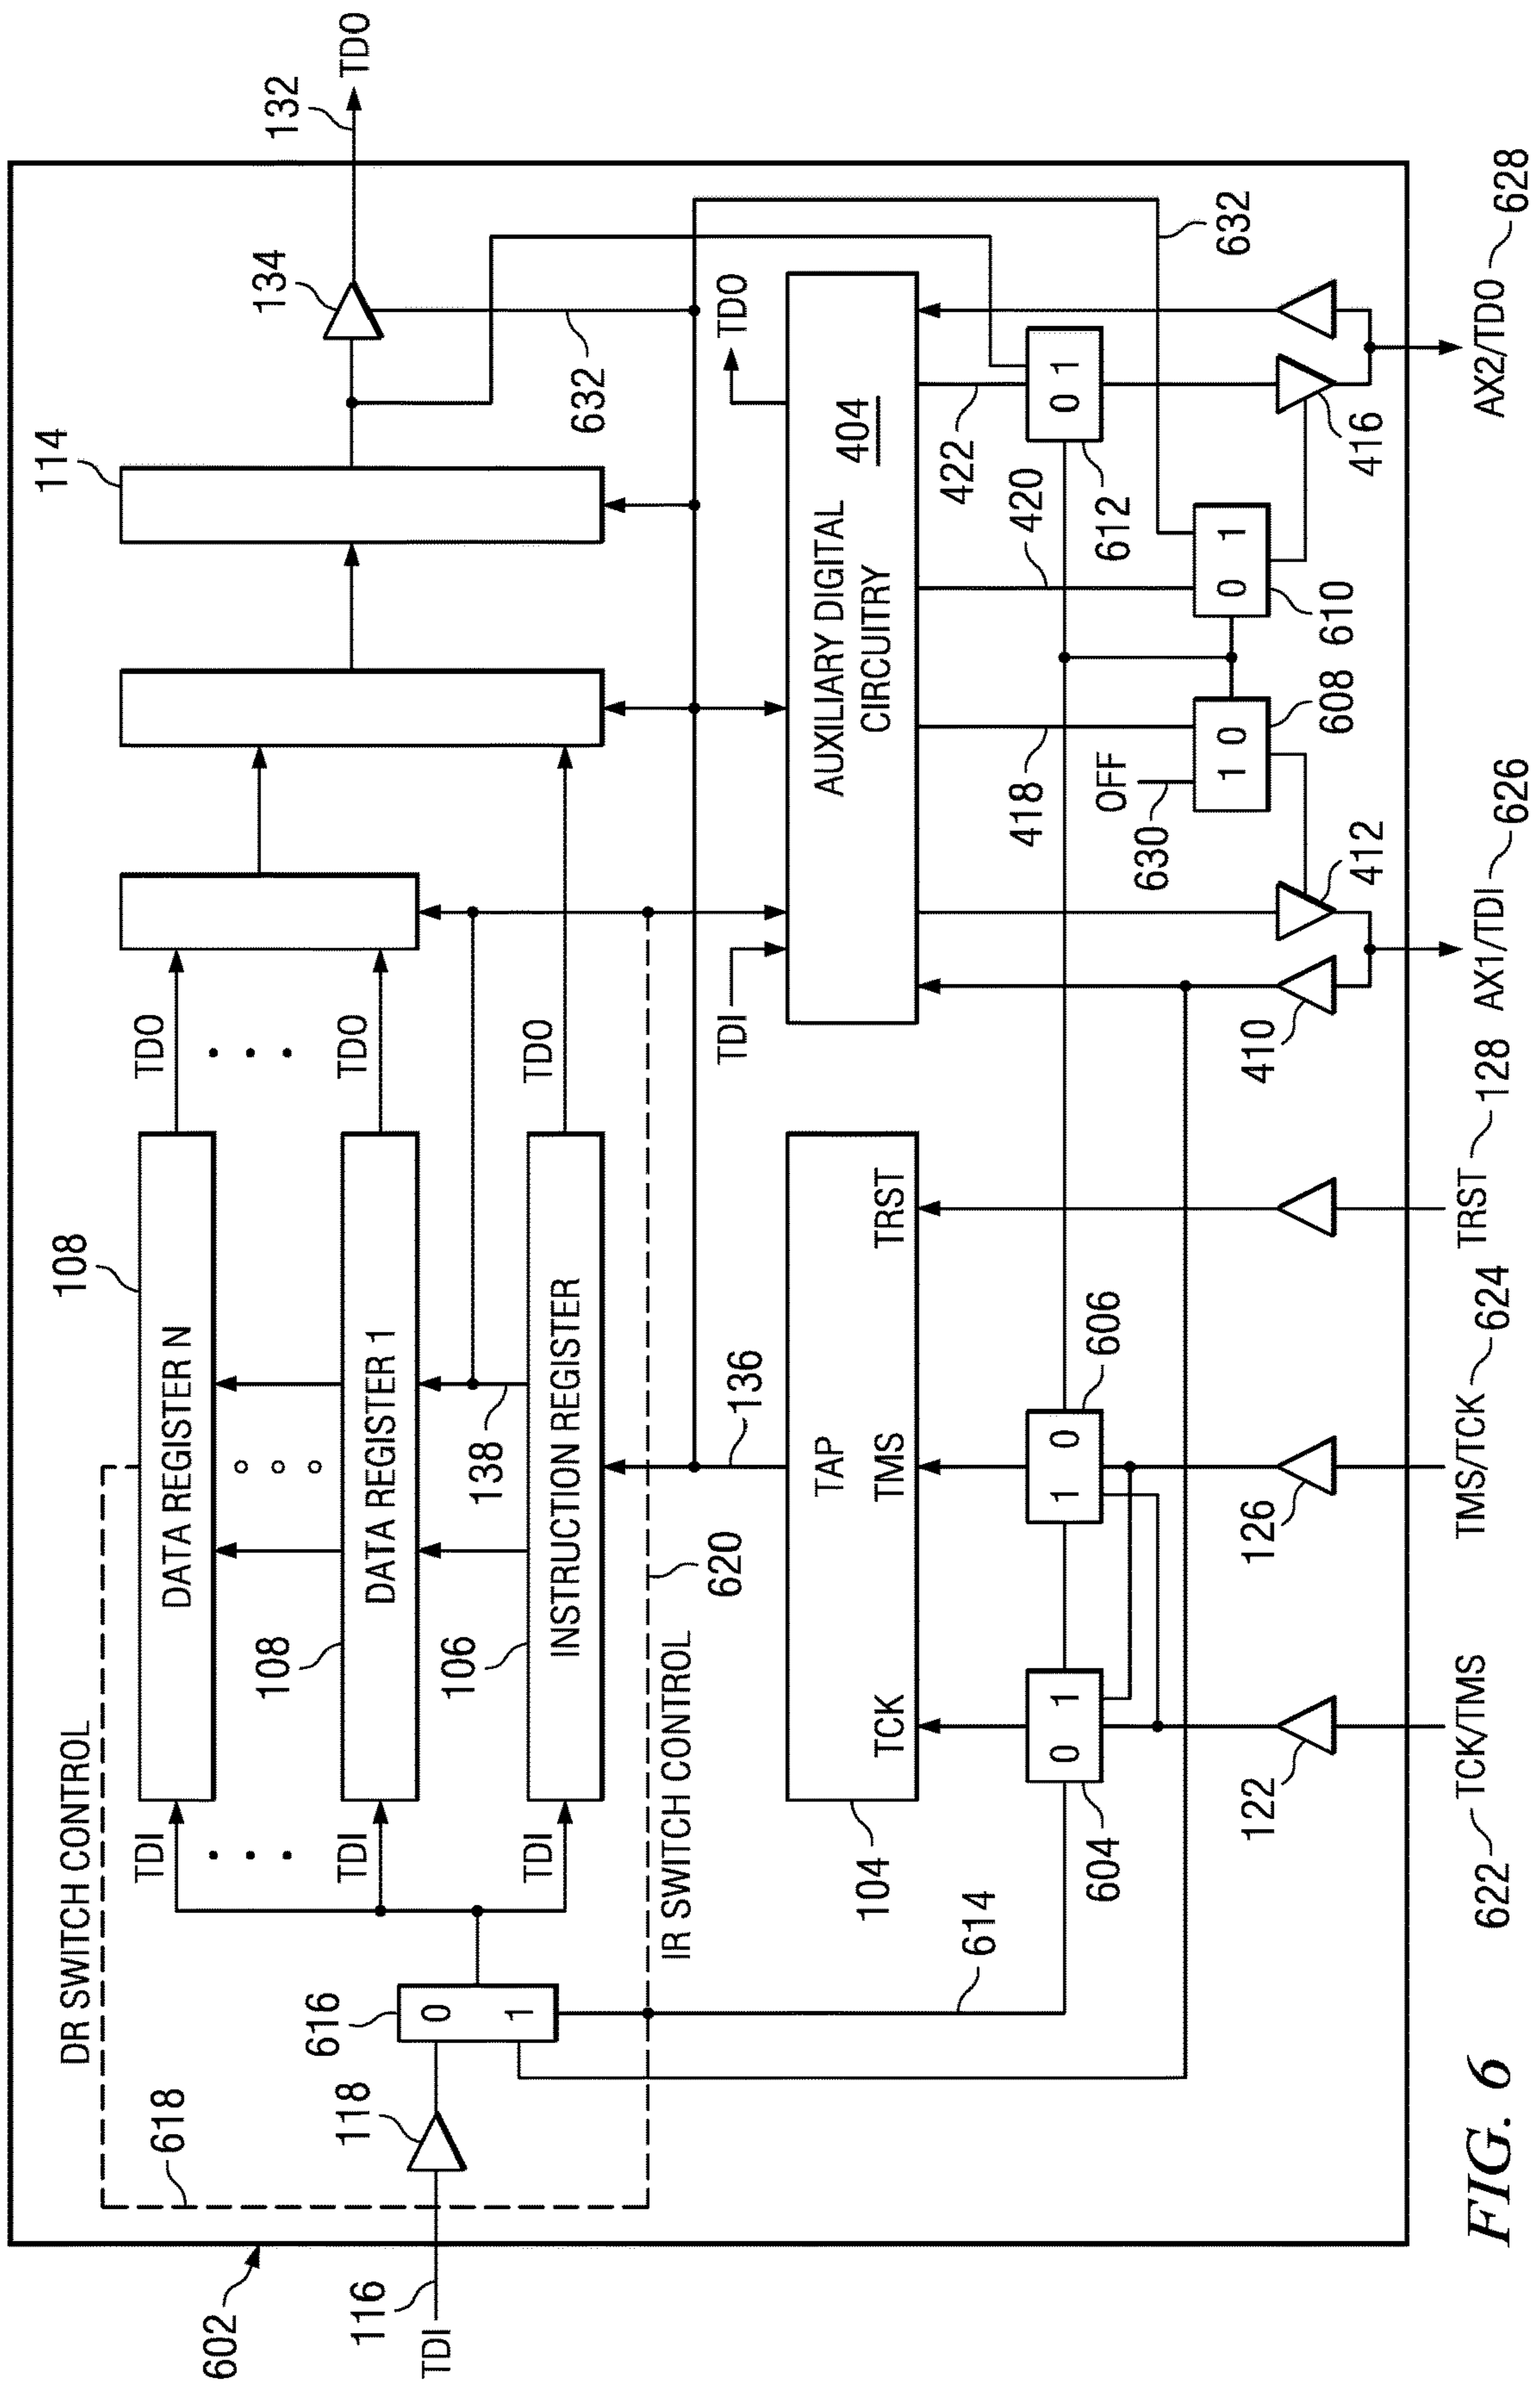 602
116
TDI
618
DR SWITCH CONTROL
118
616
0
1
TDI
TDI
TDI
108
DATA REGISTER N
108
DATA REGISTER 1
106
INSTRUCTION REGISTER
138
TDO
TDO
TDO
114
134
132
TDO
632
IR SWITCH CONTROL
620
136
614
104
TCK
TAP
TMS
TRST
TDI
AUXILIARY DIGITAL
CIRCUITRY
404
TDO
604
0 1
606
1 0
418
OFF
630
1 0
608
420
0 1
610
422
0 1
612
632
122
126
410
412
416
622
TCK/TMS
TMS/TCK
624
TRST
128
AX1/TDI
626
AX2/TDO
628
FIG. 6